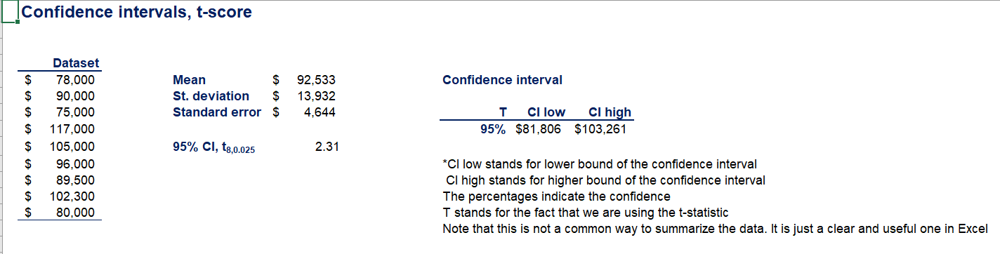 Confidence intervals, t-score
Dataset
$ 78,000 Mean $ 92,533 Confidence interval
$ 90,000 St. deviation $ 13,932
$ 75,000 Standard error $ 4,644 T CI low CI high
$ 117,000 95% $81,806 $103,261
$ 105,000 95% CI, t8,0.025 2.31
$ 96,000 *CI low stands for lower bound of the confidence interval
$ 89,500 CI high stands for higher bound of the confidence interval
$ 102,300 The percentages indicate the confidence
$ 80,000 T stands for the fact that we are using the t-statistic
Note that this is not a common way to summarize the data. It is just a clear and useful one in Excel